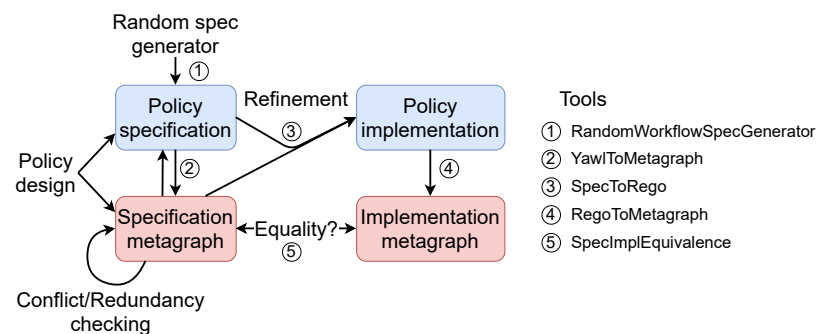 Random spec
generator
①
Policy
specification
Refinement
③
Policy
implementation
Policy
design
②
④
Specification
metagraph
Equality?
⑤
Implementation
metagraph
Conflict/Redundancy
checking
Tools
① RandomWorkflowSpecGenerator
② YawlToMetagraph
③ SpecToRego
④ RegoToMetagraph
⑤ SpecImplEquivalence